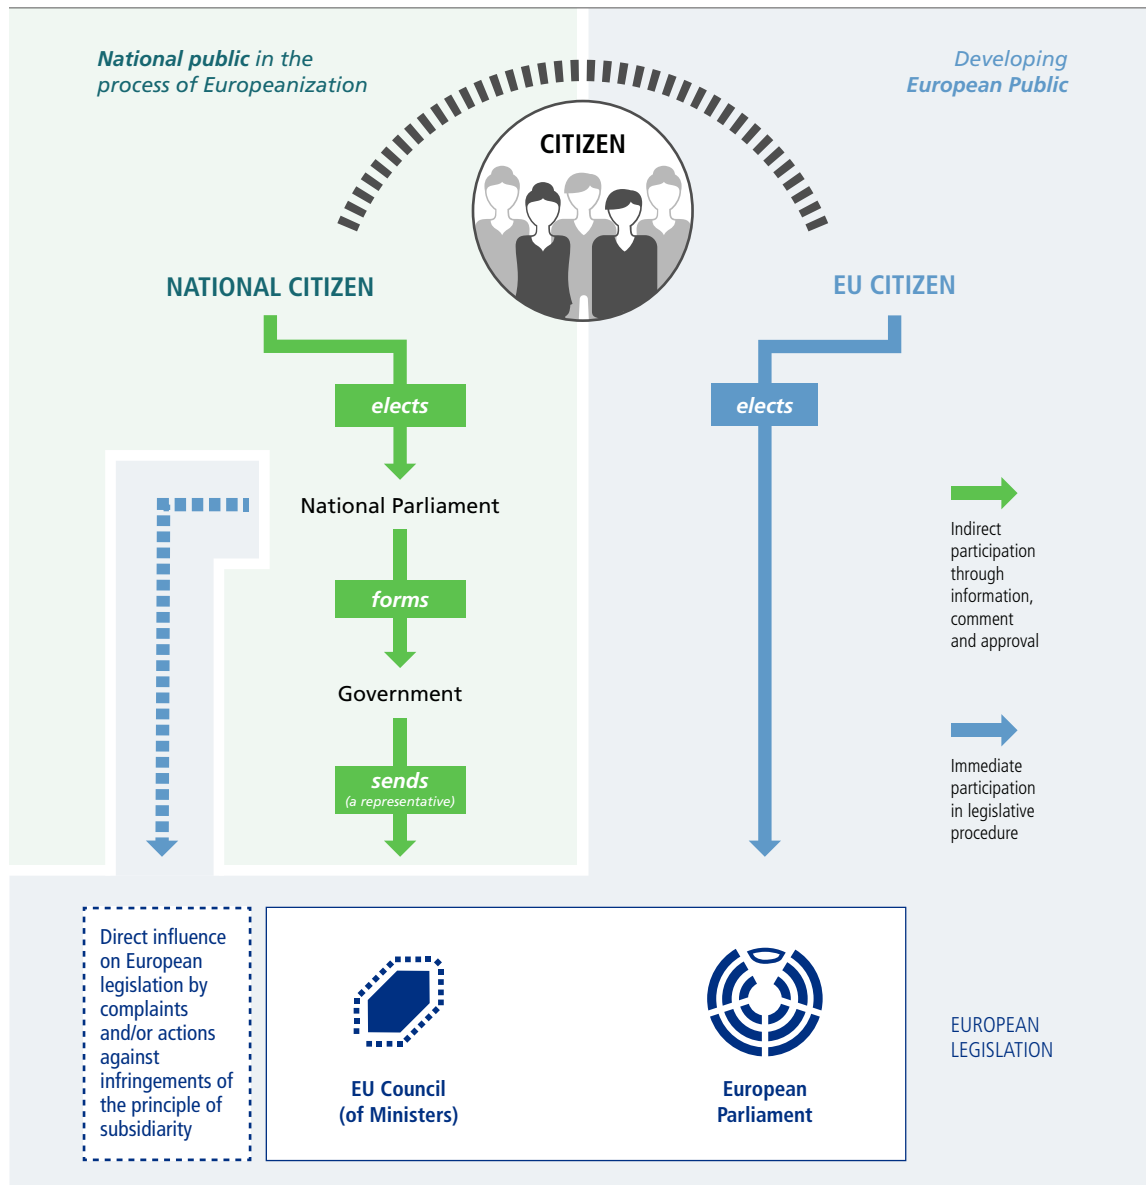 National public in the
process of Europeanization
Developing
European Public
CITIZEN
NATIONAL CITIZEN
EU CITIZEN
elects
elects
National Parliament
forms
Government
sends
(a representative)
Indirect
participation
through
information,
comment
and approval
Immediate
participation
in legislative
procedure
Direct influence
on European
legislation by
complaints
and/or actions
against
infringements of
the principle of
subsidiarity
EU Council
(of Ministers)
European
Parliament
EUROPEAN
LEGISLATION